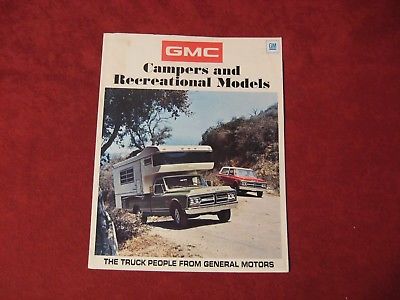 GMC
GM
Campers and
Recreational Models
THE TRUCK PEOPLE FROM GENERAL MOTORS